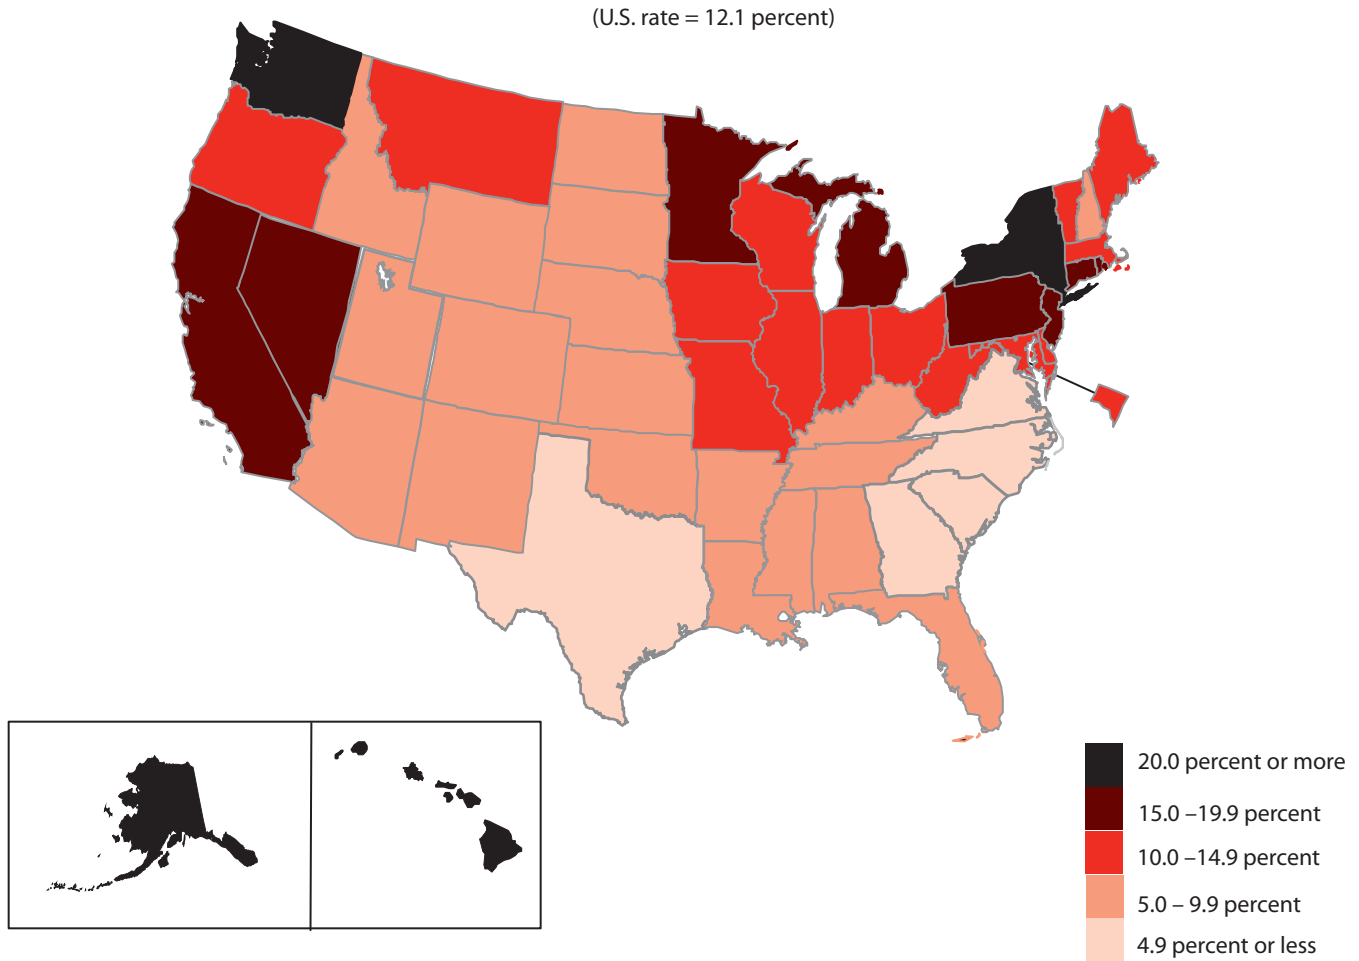 (U.S. rate = 12.1 percent)
20.0 percent or more
15.0 –19.9 percent
10.0 –14.9 percent
5.0 – 9.9 percent
4.9 percent or less